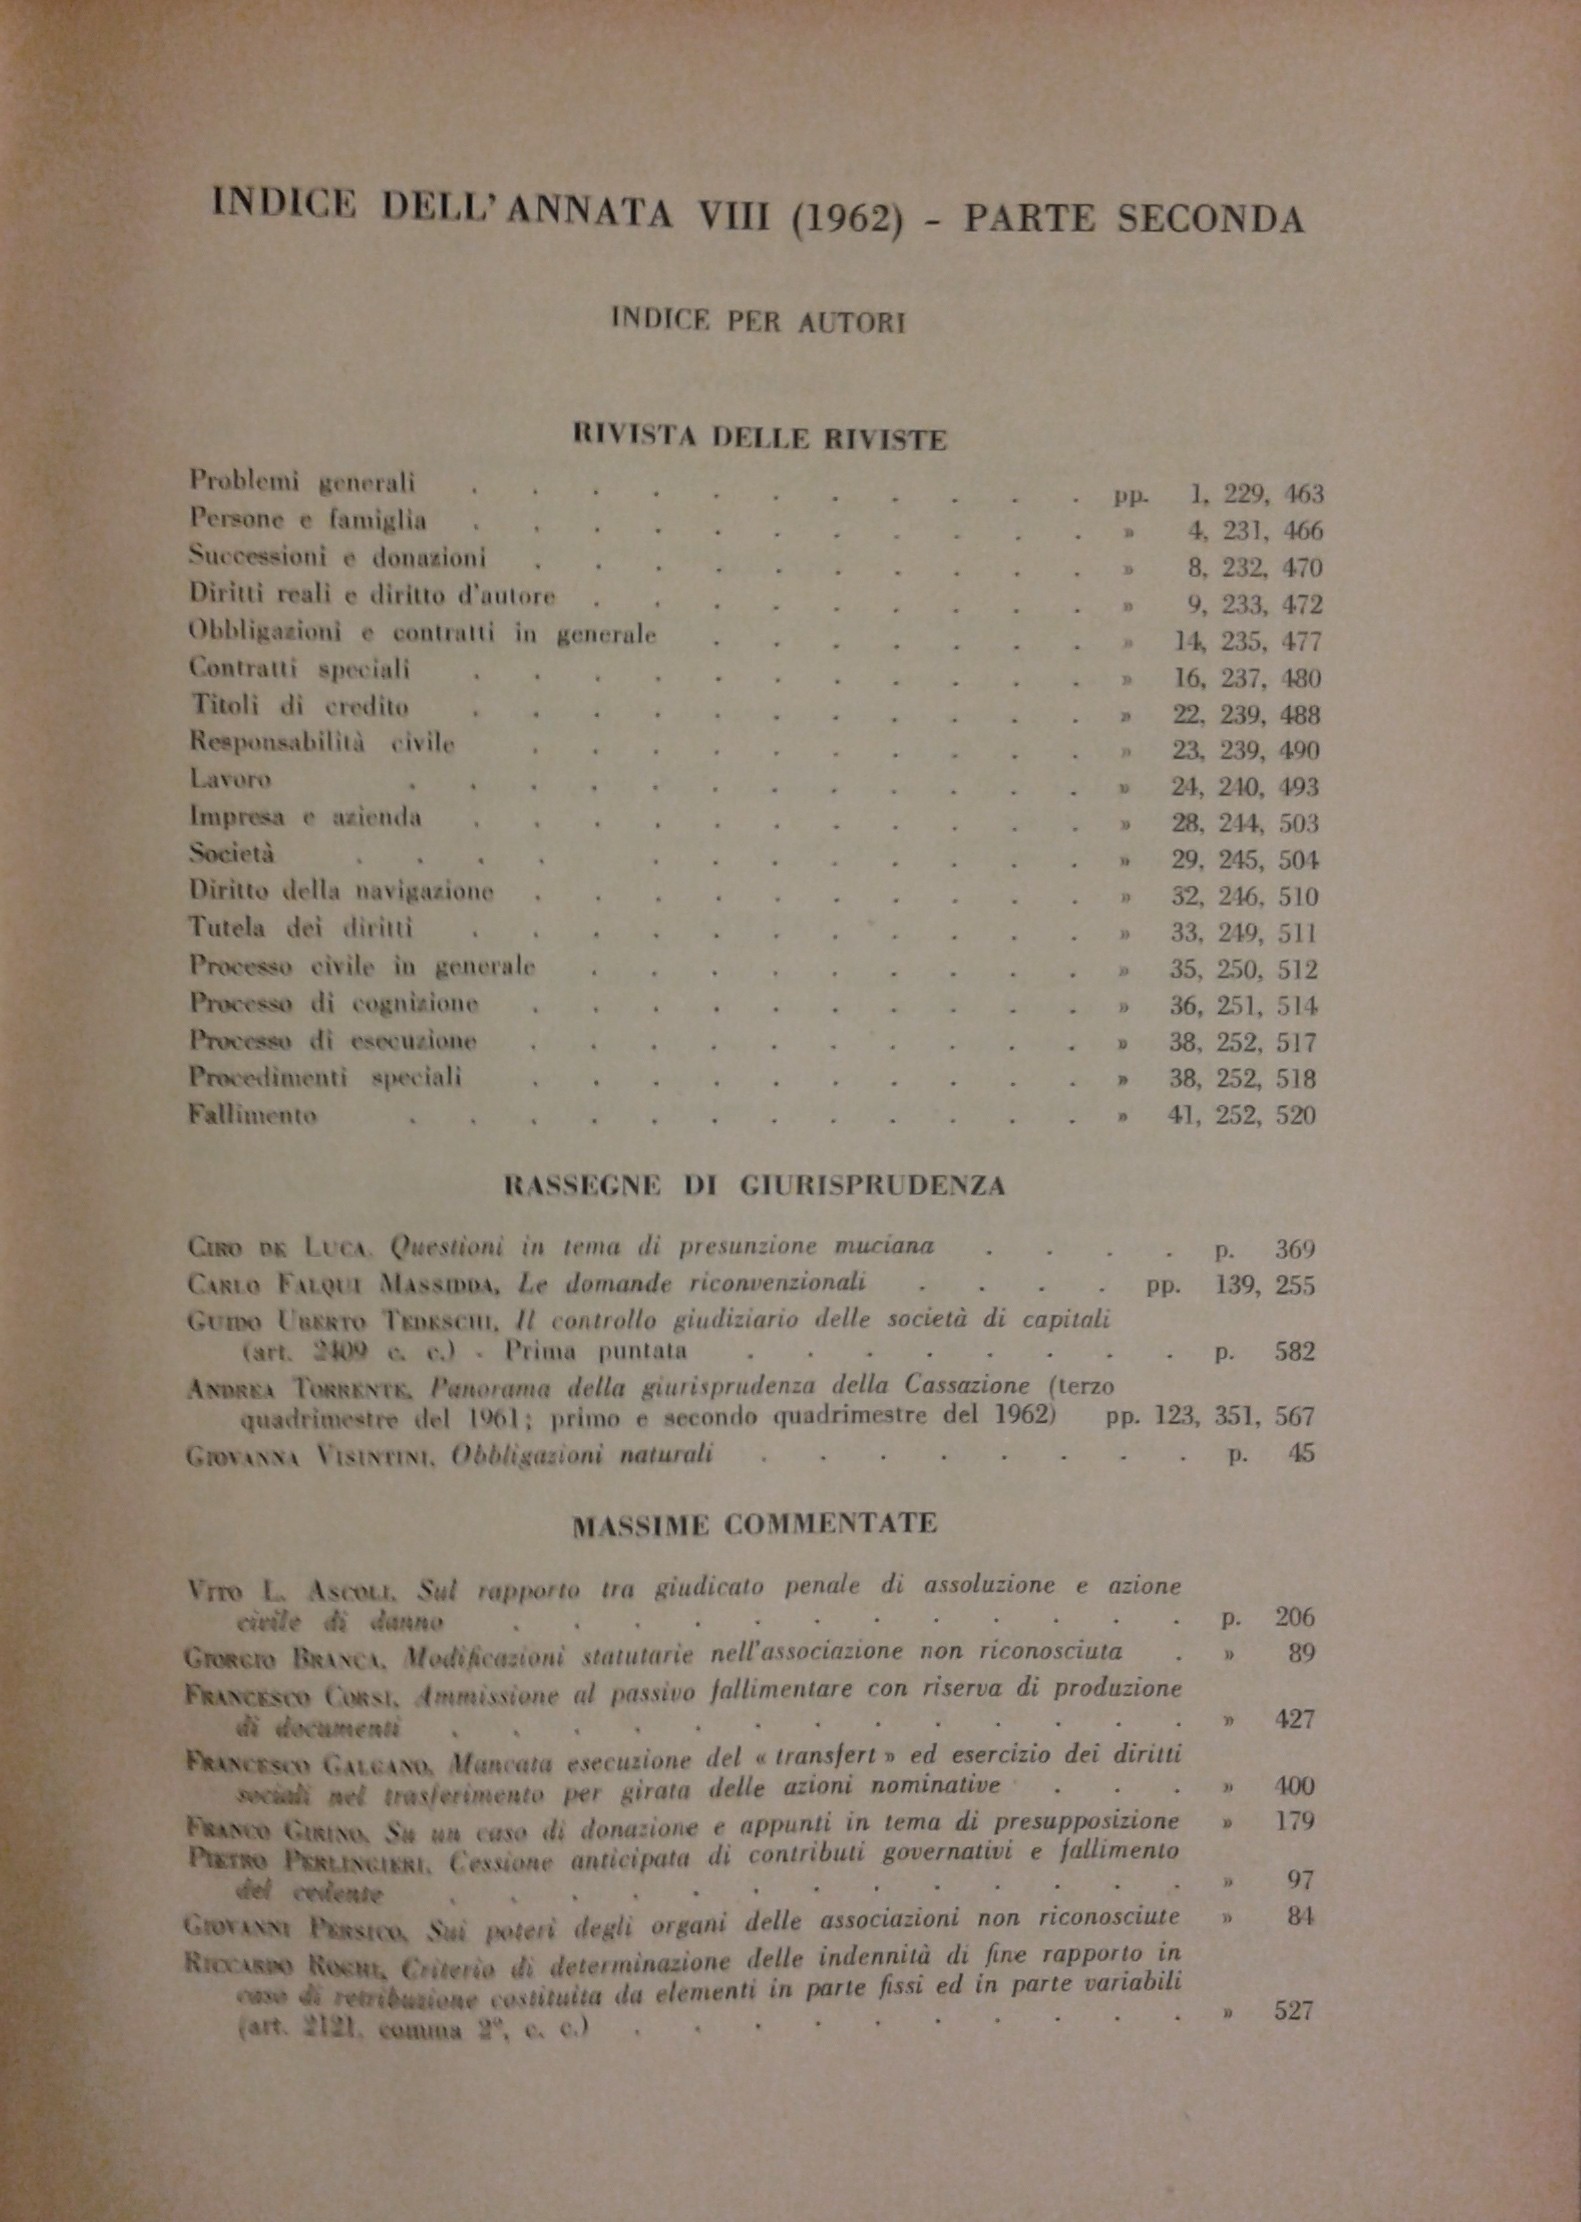 INDICE DELL'ANNATA VIII (1962) - PARTE SECONDA
INDICE PER AUTORI
RIVISTA DELLE RIVISTE
Problemi generali . . . . . . . . . . . pp. 1, 229, 463
Persone e famiglia . . . . . . . . . . . » 4, 231, 466
Successioni e donazioni . . . . . . . . . . » 8, 232, 470
Diritti reali e diritto d'autore . . . . . . . . . » 9, 233, 472
Obbligazioni e contratti in generale . . . . . . . » 14, 235, 477
Contratti speciali . . . . . . . . . . . » 16, 237, 480
Titoli di credito . . . . . . . . . . . » 22, 239, 488
Responsabilità civile . . . . . . . . . . » 23, 239, 490
Lavoro . . . . . . . . . . . . » 24, 240, 493
Impresa e azienda . . . . . . . . . . . » 28, 244, 503
Società . . . . . . . . . . . . » 29, 245, 504
Diritto della navigazione . . . . . . . . . . » 32, 246, 510
Tutela dei diritti . . . . . . . . . . . » 33, 249, 511
Processo civile in generale . . . . . . . . . » 35, 250, 512
Processo di cognizione . . . . . . . . . . » 36, 251, 514
Processo di esecuzione . . . . . . . . . . » 38, 252, 517
Procedimenti speciali . . . . . . . . . . » 38, 252, 518
Fallimento . . . . . . . . . . . . » 41, 252, 520
RASSEGNE DI GIURISPRUDENZA
CIRO DE LUCA, Questioni in tema di presunzione muciana . . . . p. 369
CARLO FALQUI MASSIDDA, Le domande riconvenzionali . . . . pp. 139, 255
GUIDO UBERTO TEDESCHI, Il controllo giudiziario delle società di capitali
(art. 2409 c. c.) - Prima puntata . . . . . . . . p. 582
ANDREA TORRENTE, Panorama della giurisprudenza della Cassazione (terzo
quadrimestre del 1961; primo e secondo quadrimestre del 1962) pp. 123, 351, 567
GIOVANNA VISINTINI, Obbligazioni naturali . . . . . . . . p. 45
MASSIME COMMENTATE
VITO L. ASCOLI, Sul rapporto tra giudicato penale di assoluzione e azione
civile di danno . . . . . . . . . . . . p. 206
GIORGIO BRANCA, Modificazioni statutarie nell'associazione non riconosciuta . » 89
FRANCESCO CORSI, Ammissione al passivo fallimentare con riserva di produzione
di documenti . . . . . . . . . . . . . » 427
FRANCESCO GALGANO, Mancata esecuzione del « transfert » ed esercizio dei diritti
sociali nel trasferimento per girata delle azioni nominative . . . » 400
FRANCO GIRINO, Su un caso di donazione e appunti in tema di presupposizione » 179
PIETRO PERLINGIERI, Cessione anticipata di contributi governativi e fallimento
del cedente . . . . . . . . . . . . . » 97
GIOVANNI PERSICO, Sui poteri degli organi delle associazioni non riconosciute » 84
RICCARDO ROCHI, Criterio di determinazione delle indennità di fine rapporto in
caso di retribuzione costituita da elementi in parte fissi ed in parte variabili
(art. 2121, comma 2°, c. c.) . . . . . . . . . . » 527